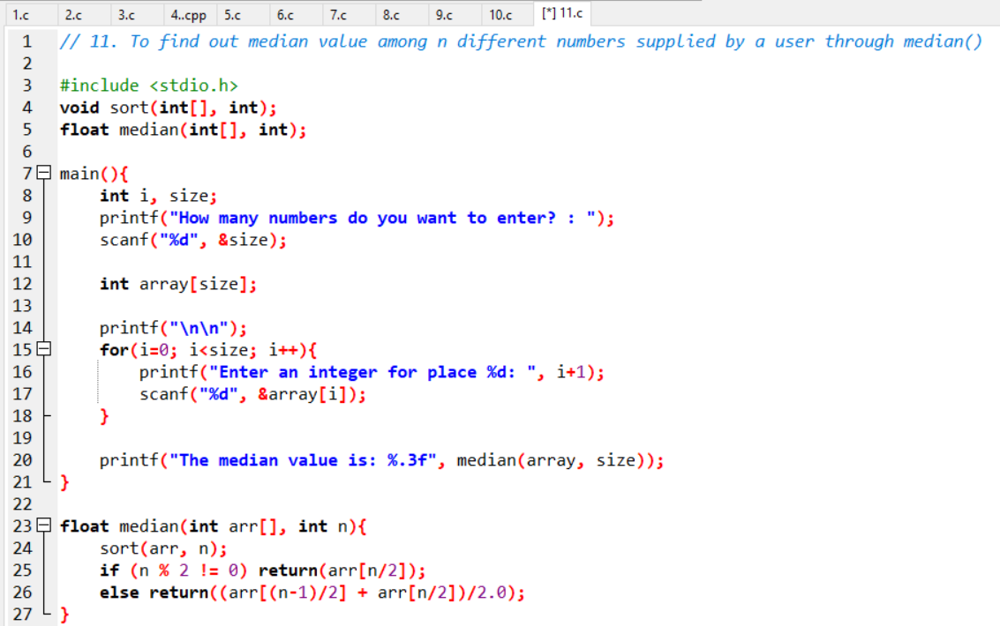 1.c 2.c 3.c 4..cpp 5.c 6.c 7.c 8.c 9.c 10.c [*] 11.c
1 // 11. To find out median value among n different numbers supplied by a user through median()
2
3 #include <stdio.h>
4 void sort(int[], int);
5 float median(int[], int);
6
7 main(){
8     int i, size;
9     printf("How many numbers do you want to enter? : ");
10     scanf("%d", &size);
11
12     int array[size];
13
14     printf("\n\n");
15     for(i=0; i<size; i++){
16         printf("Enter an integer for place %d: ", i+1);
17         scanf("%d", &array[i]);
18     }
19
20     printf("The median value is: %.3f", median(array, size));
21 }
22
23 float median(int arr[], int n){
24     sort(arr, n);
25     if (n % 2 != 0) return(arr[n/2]);
26     else return((arr[(n-1)/2] + arr[n/2])/2.0);
27 }